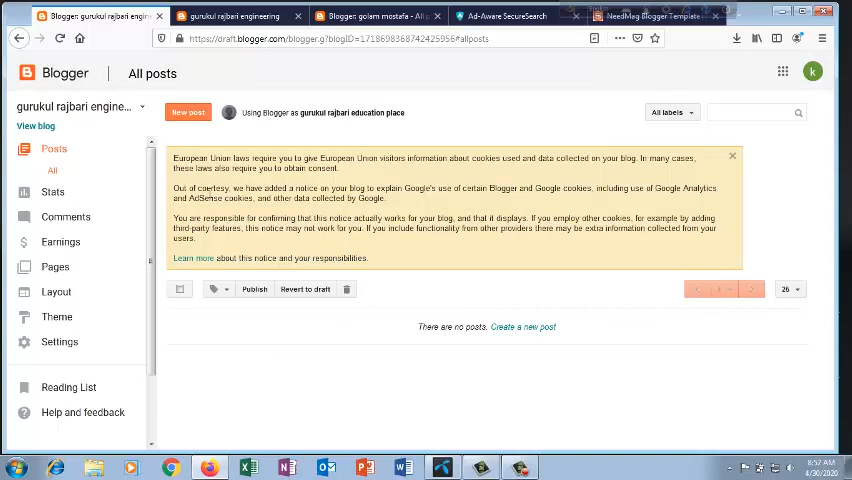 Blogger: gurukul rajbari engine
gurukul rajbari engineering
Blogger: golam mostafa - All p
Ad-Aware SecureSearch
NeedMag Blogger Template
https://draft.blogger.com/blogger.g?blogID=1718698368742425956#allposts
Blogger
All posts
k
gurukul rajbari engine...
New post
Using Blogger as gurukul rajbari education place
All labels
View blog
Posts
All
Stats
Comments
Earnings
Pages
Layout
Theme
Settings
Reading List
Help and feedback
European Union laws require you to give European Union visitors information about cookies used and data collected on your blog. In many cases,
these laws also require you to obtain consent.
Out of courtesy, we have added a notice on your blog to explain Google's use of certain Blogger and Google cookies, including use of Google Analytics
and AdSense cookies, and other data collected by Google.
You are responsible for confirming that this notice actually works for your blog, and that it displays. If you employ other cookies, for example by adding
third-party features, this notice may not work for you. If you include functionality from other providers there may be extra information collected from your
users.
Learn more about this notice and your responsibilities.
Publish
Revert to draft
25
There are no posts. Create a new post
8:57 AM
4/30/2020